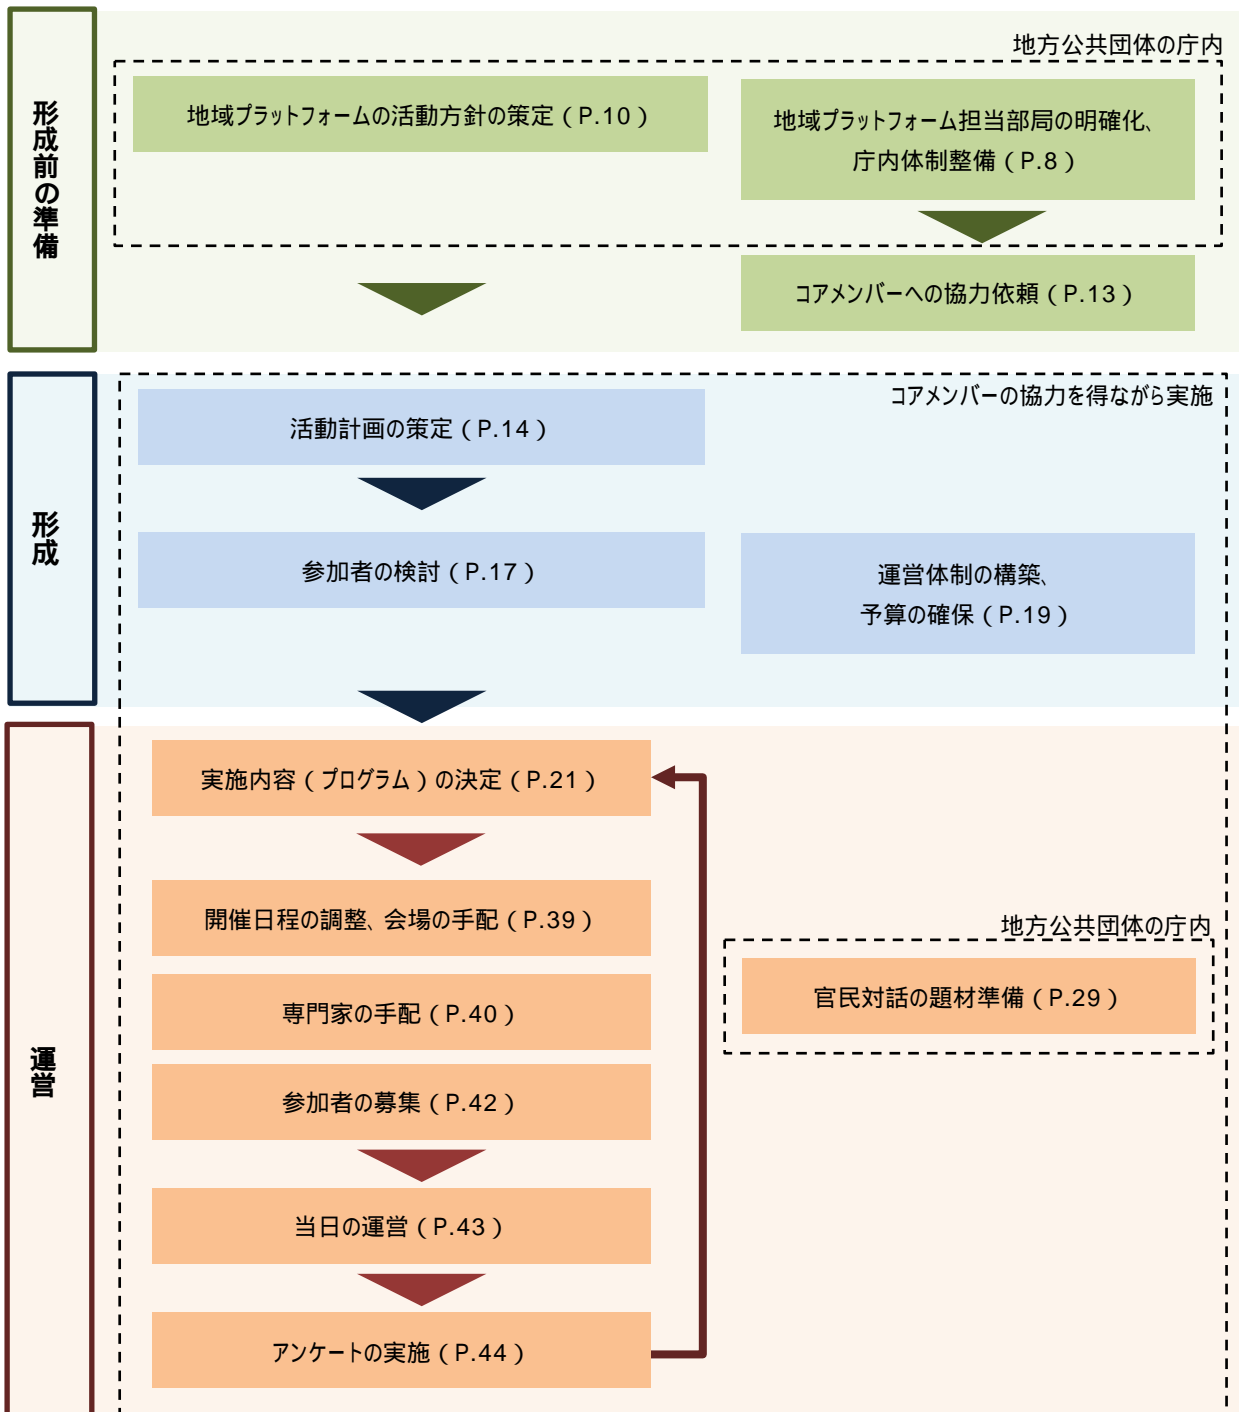 形成前の準備
地方公共団体の庁内
地域プラットフォームの活動方針の策定（P.10）
地域プラットフォーム担当部局の明確化、
庁内体制整備（P.8）
コアメンバーへの協力依頼（P.13）
形成
コアメンバーの協力を得ながら実施
活動計画の策定（P.14）
参加者の検討（P.17）
運営体制の構築、
予算の確保（P.19）
運営
実施内容（プログラム）の決定（P.21）
開催日程の調整、会場の手配（P.39）
地方公共団体の庁内
官民対話の題材準備（P.29）
専門家の手配（P.40）
参加者の募集（P.42）
当日の運営（P.43）
アンケートの実施（P.44）